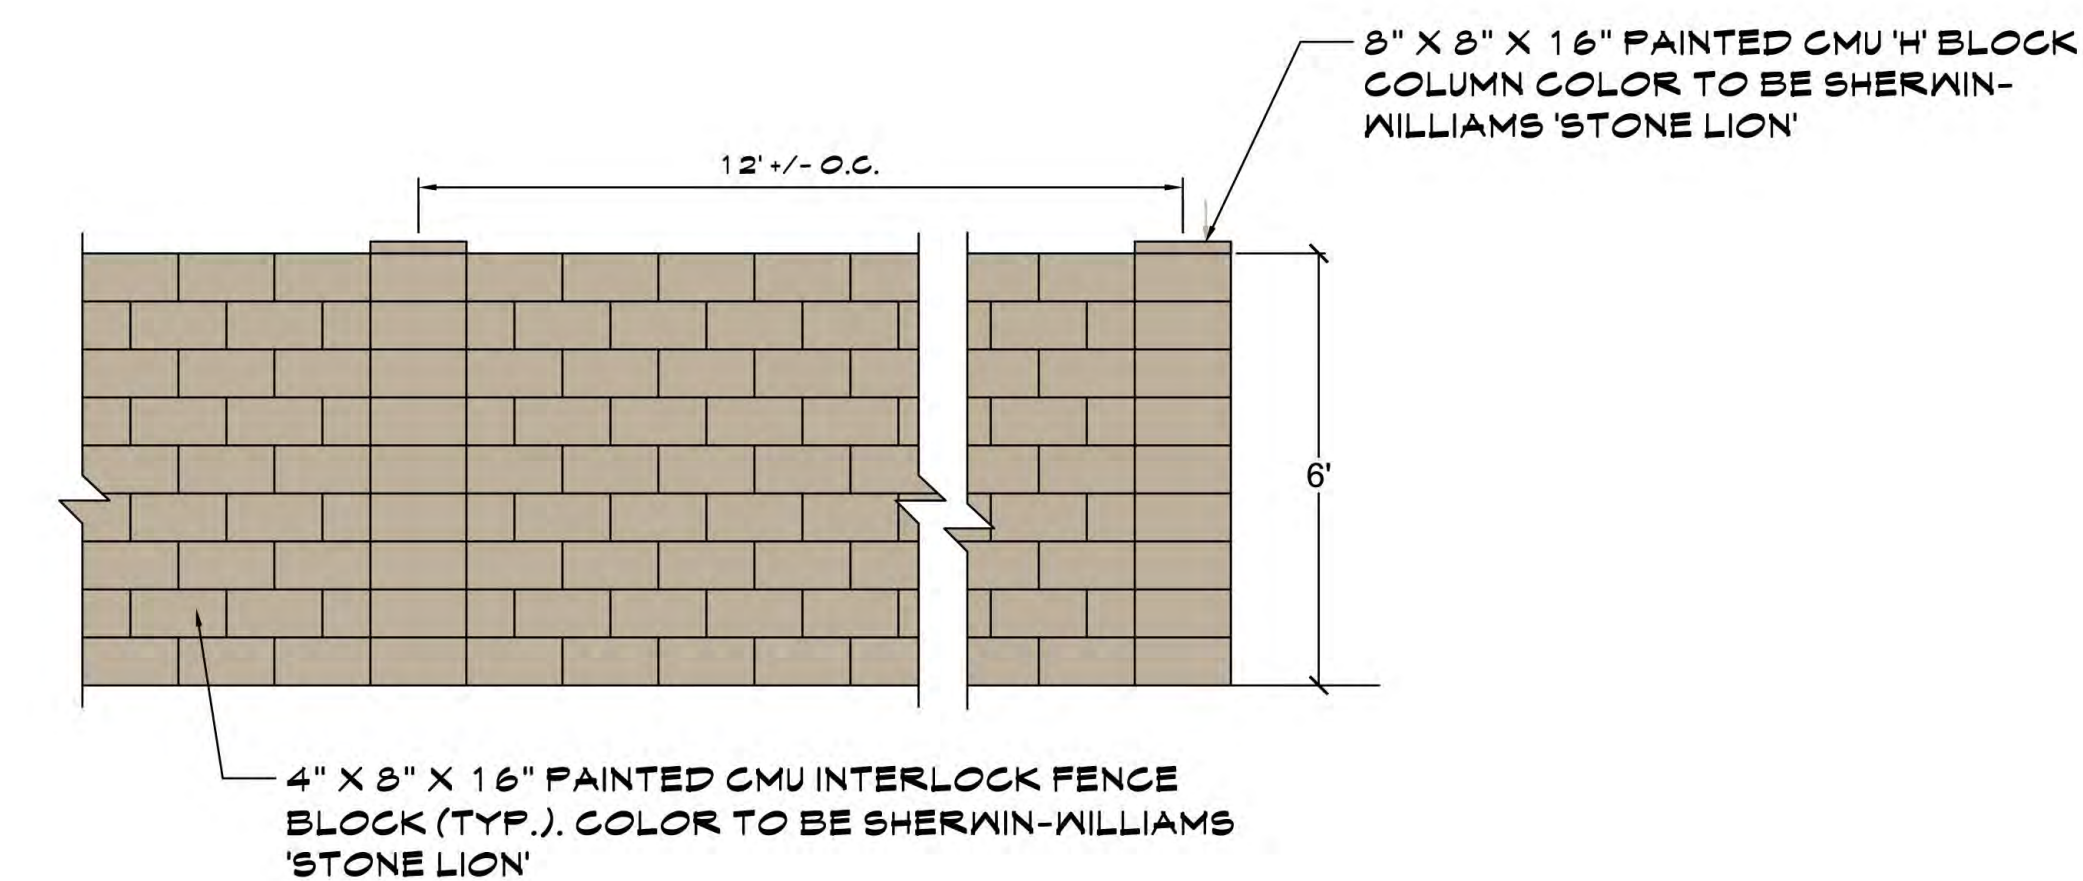 8" X 8" X 16" PAINTED CMU 'H' BLOCK
COLUMN COLOR TO BE SHERWIN-
WILLIAMS 'STONE LION'
12' +/- O.C.
6'
4" X 8" X 16" PAINTED CMU INTERLOCK FENCE
BLOCK (TYP.). COLOR TO BE SHERWIN-WILLIAMS
'STONE LION'